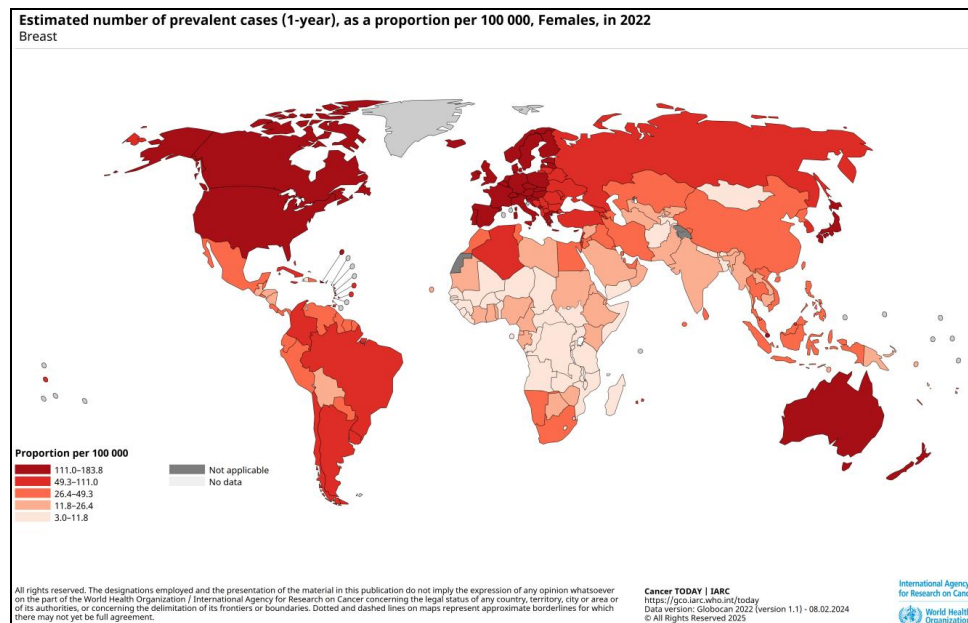 Estimated number of prevalent cases (1-year), as a proportion per 100 000, Females, in 2022
Breast
Proportion per 100 000
111.0–183.8
49.3–111.0
26.4–49.3
11.8–26.4
3.0–11.8
Not applicable
No data
All rights reserved. The designations employed and the presentation of the material in this publication do not imply the expression of any opinion whatsoever
on the part of the World Health Organization / International Agency for Research on Cancer concerning the legal status of any country, territory, city or area or
of its authorities, or concerning the delimitation of its frontiers or boundaries. Dotted and dashed lines on maps represent approximate borderlines for which
there may not yet be full agreement.
Cancer TODAY | IARC
https://gco.iarc.who.int/today
Data version: Globocan 2022 (version 1.1) - 08.02.2024
© All Rights Reserved 2025
International Agency
for Research on Canc
World Health
Organization